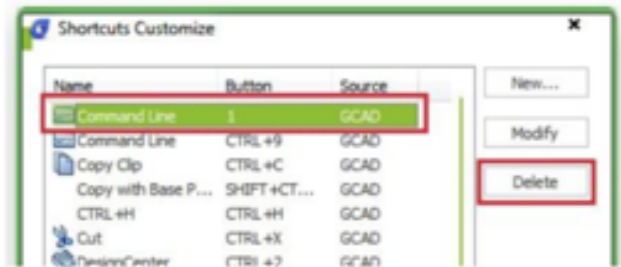 Shortcuts Customize
Name Button Source
Command Line 1 GCAD
Command Line CTRL+9 GCAD
Copy Clip CTRL+C GCAD
Copy with Base P... SHIFT+CT... GCAD
CTRL+H CTRL+H GCAD
Cut CTRL+X GCAD
DesignCenter CTRL+2 GCAD
New...
Modify
Delete